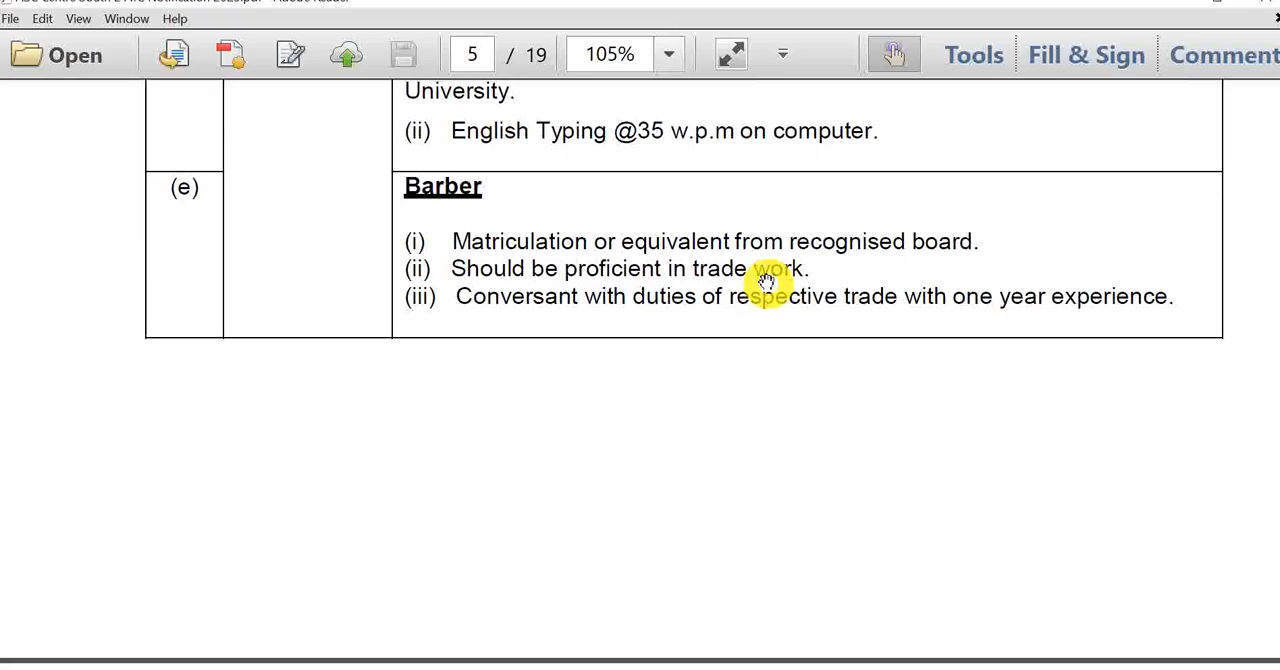 File Edit View Window Help
Open 5 / 19 105% Tools Fill & Sign Comment
University.
(ii) English Typing @35 w.p.m on computer.
(e) Barber
(i) Matriculation or equivalent from recognised board.
(ii) Should be proficient in trade work.
(iii) Conversant with duties of respective trade with one year experience.